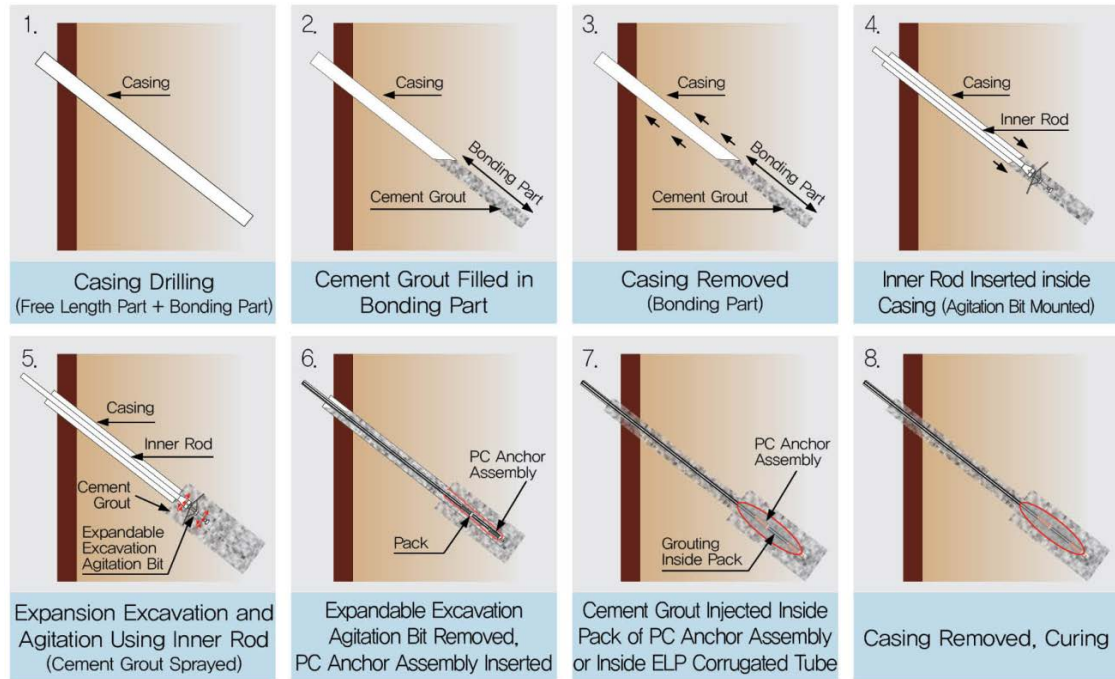 1.
Casing
Casing Drilling
(Free Length Part + Bonding Part)
2.
Casing
Bonding Part
Cement Grout
Cement Grout Filled in
Bonding Part
3.
Casing
Bonding Part
Cement Grout
Casing Removed
(Bonding Part)
4.
Casing
Inner Rod
Inner Rod Inserted inside
Casing (Agitation Bit Mounted)
5.
Casing
Inner Rod
Cement
Grout
Expandable
Excavation
Agitation Bit
Expansion Excavation and
Agitation Using Inner Rod
(Cement Grout Sprayed)
6.
PC Anchor
Assembly
Pack
Expandable Excavation
Agitation Bit Removed,
PC Anchor Assembly Inserted
7.
PC Anchor
Assembly
Grouting
Inside Pack
Cement Grout Injected Inside
Pack of PC Anchor Assembly
or Inside ELP Corrugated Tube
8.
Casing Removed, Curing